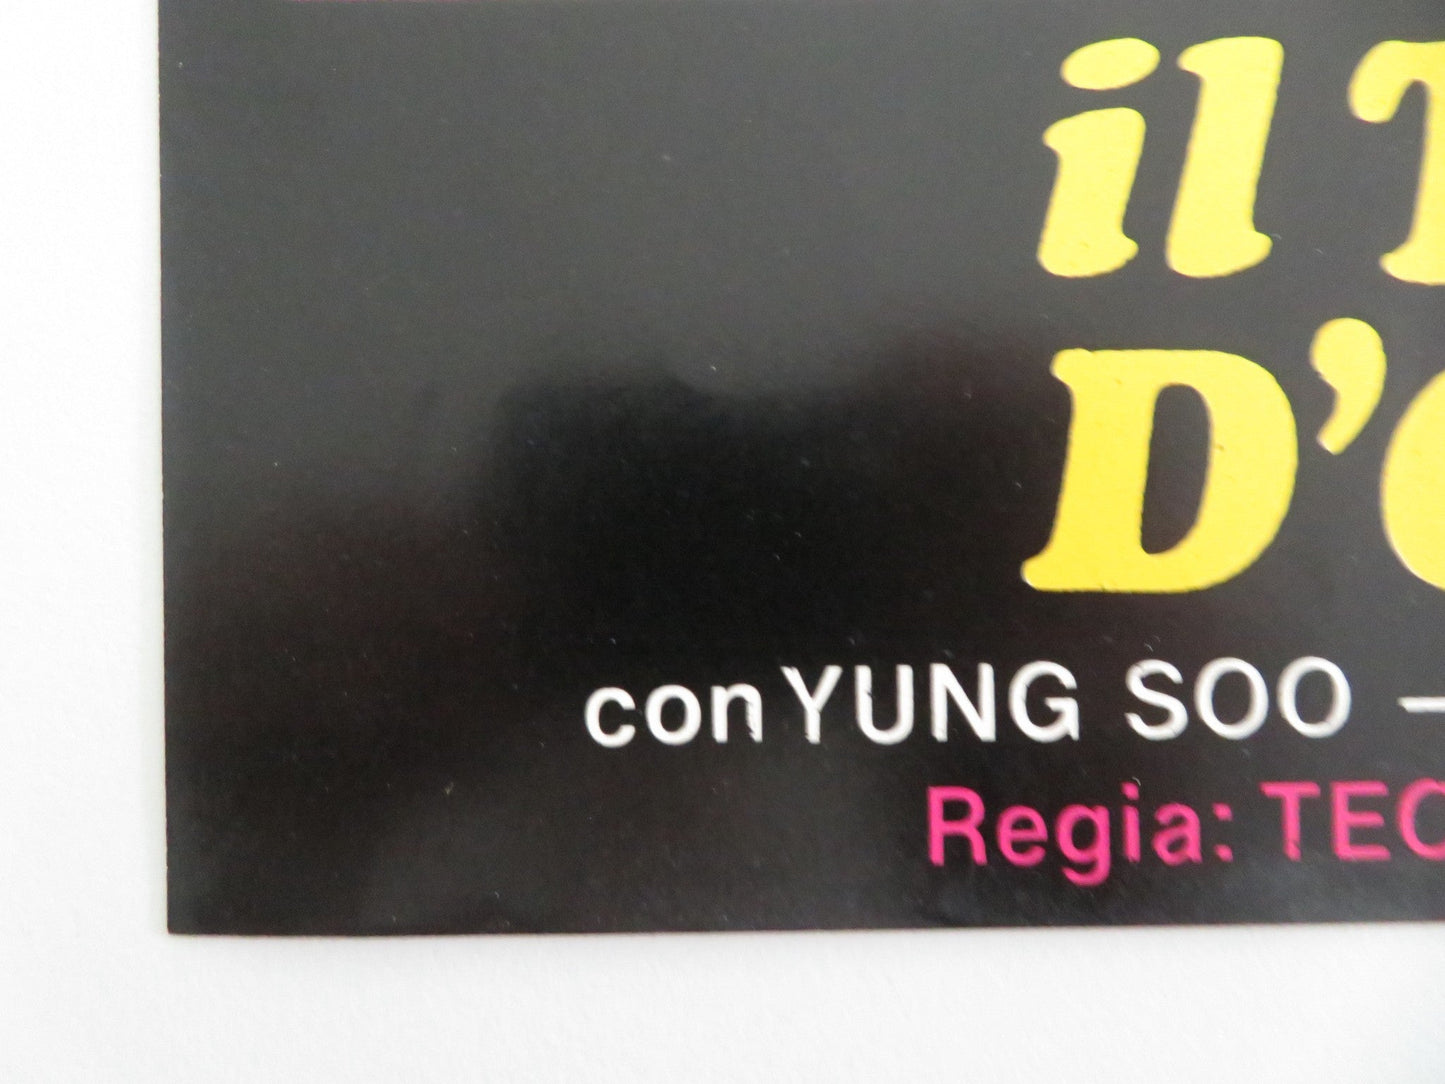 il T
D'
con YUNG SOO –
Regia: TEC